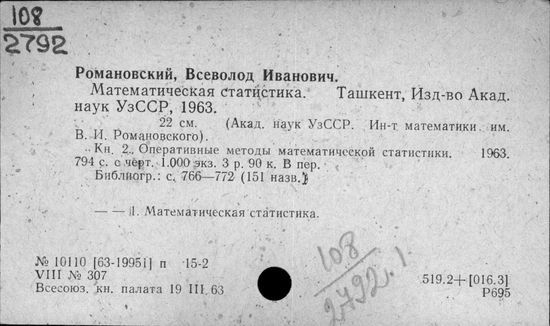 108
2792
Романовский, Всеволод Иванович.
Математическая статистика. Ташкент, Изд-во Акад.
наук УзССР, 1963.
22 см. (Акад. наук УзССР. Ин-т математики им.
В. И. Романовского).
Кн. 2. Оперативные методы математической статистики. 1963.
794 с. с черт. 1.000 экз. 3 р. 90 к. В пер.
Библиогр.: с. 766—772 (151 назв.)
— — 1. Математическая статистика.
№ 10110 [63-19951] п 15-2
VIII № 307
Всесоюз. кн. палата 19 III 63
108
2792.1
519.2+[016.3]
Р695